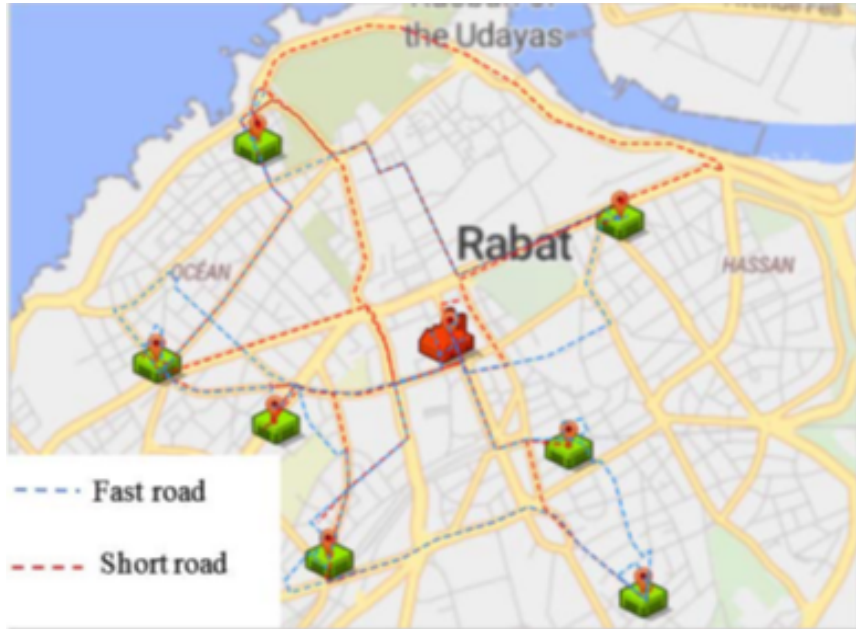 the Udayas
Rabat
OCÉAN
HASSAN
Fast road
Short road